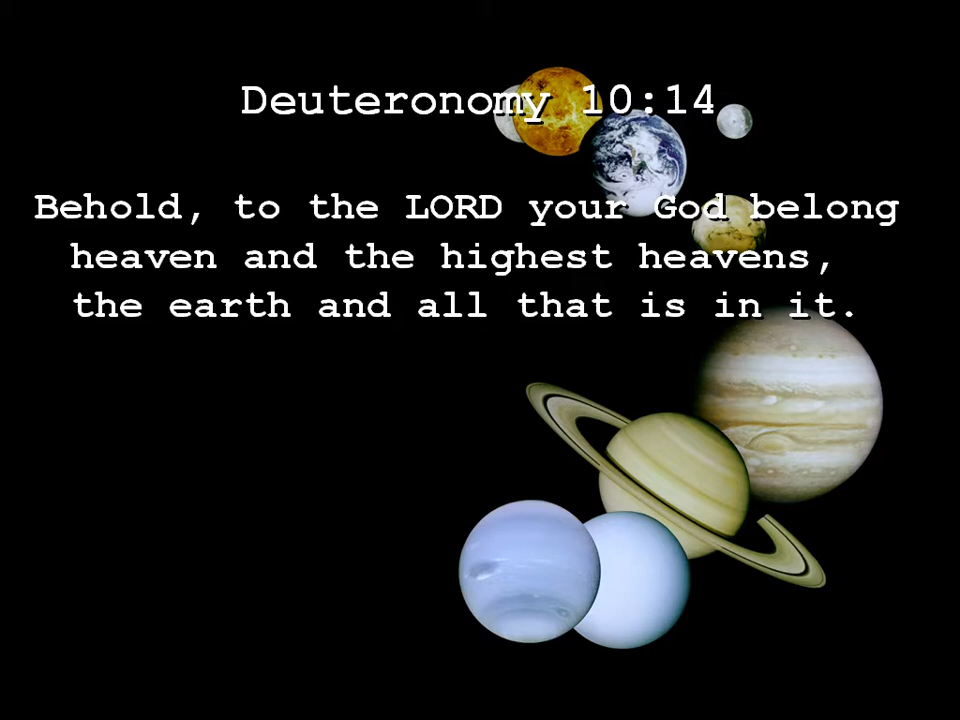 Deuteronomy 10:14
Behold, to the LORD your God belong
heaven and the highest heavens,
the earth and all that is in it.